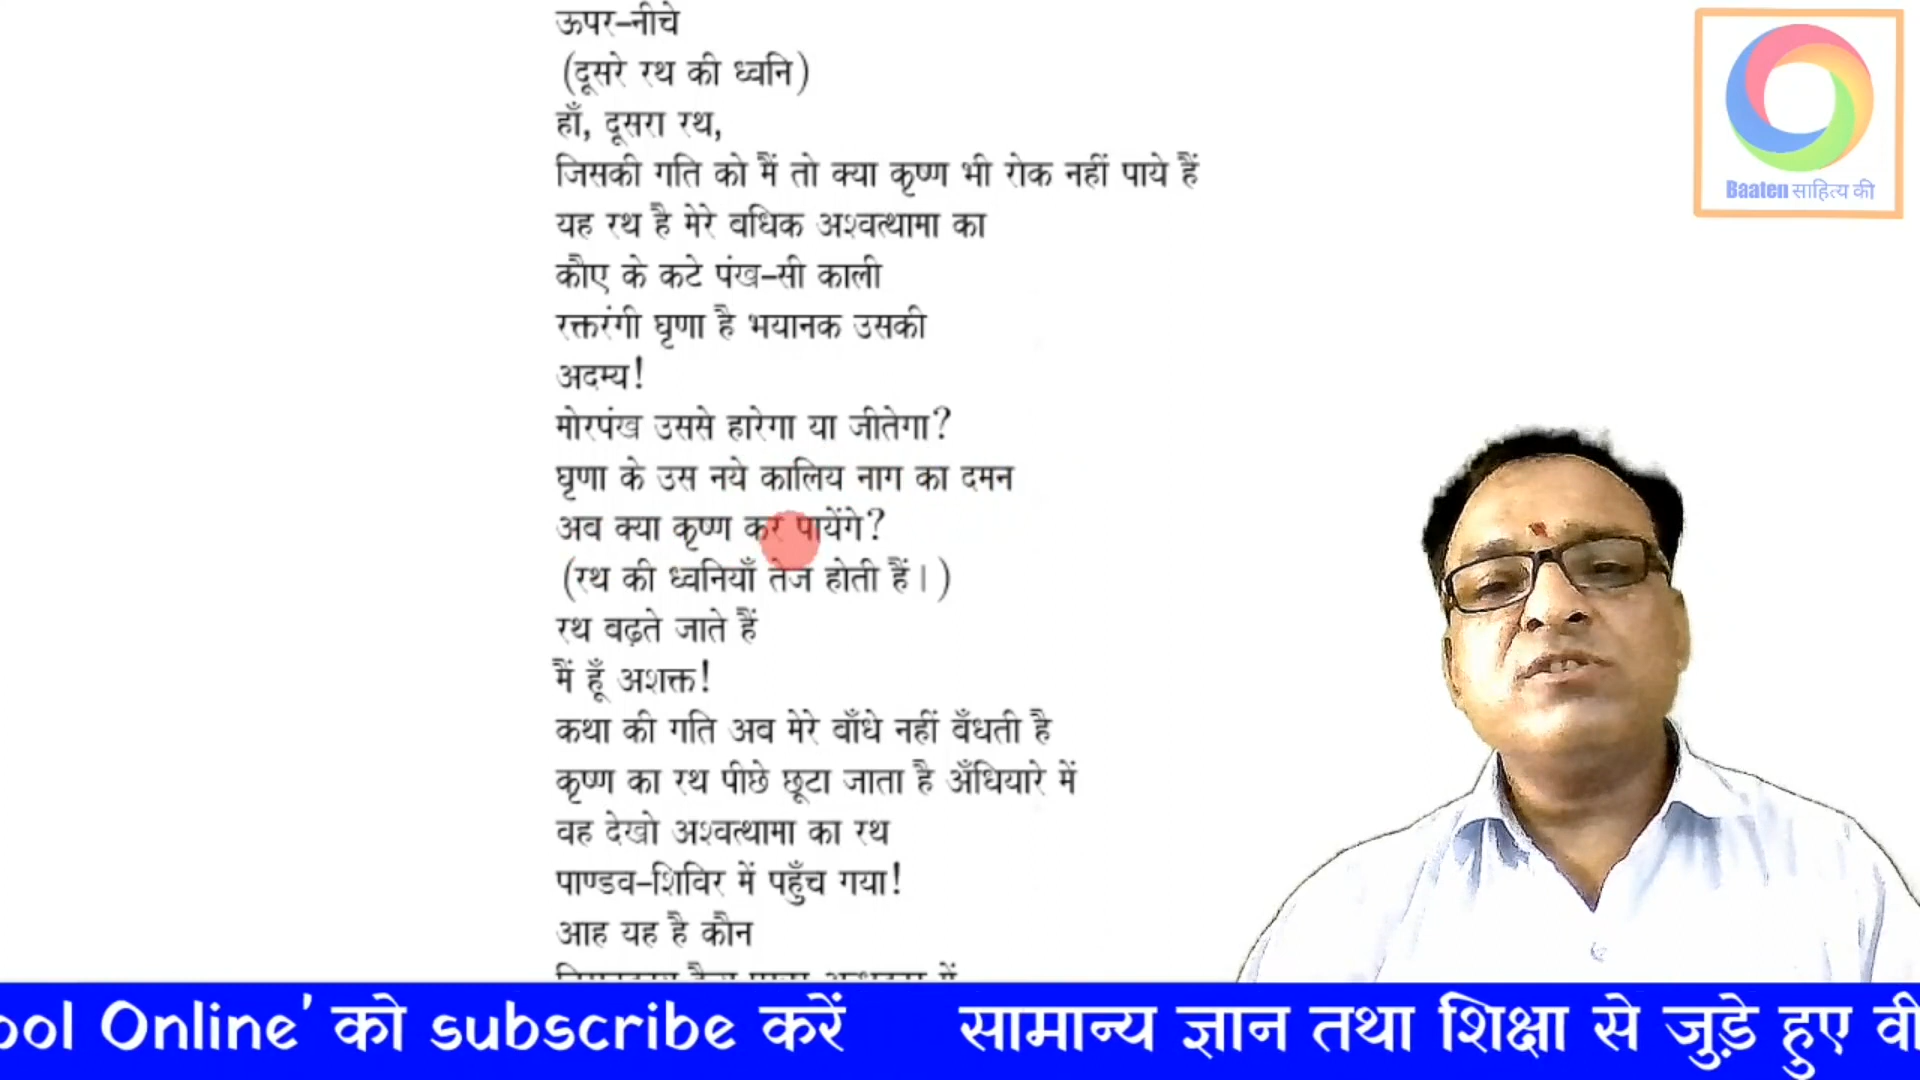 ऊपर-नीचे
(दूसरे रथ की ध्वनि)
हाँ, दूसरा रथ,
जिसकी गति को मैं तो क्या कृष्ण भी रोक नहीं पाये हैं
यह रथ है मेरे वधिक अश्वत्थामा का
कौए के कटे पंख-सी काली
रक्तरंगी घृणा है भयानक उसकी
अदम्य!
मोरपंख उससे हारेगा या जीतेगा?
घृणा के उस नये कालिय नाग का दमन
अब क्या कृष्ण कर पायेंगे?
(रथ की ध्वनियाँ तेज होती हैं।)
रथ बढ़ते जाते हैं
मैं हूँ अशक्त!
कथा की गति अब मेरे बाँधे नहीं बँधती है
कृष्ण का रथ पीछे छूटा जाता है अँधियारे में
वह देखो अश्वत्थामा का रथ
पाण्डव-शिविर में पहुँच गया!
आह यह है कौन
Baaten साहित्य की
ool Online' को subscribe करें सामान्य ज्ञान तथा शिक्षा से जुड़े हुए वी